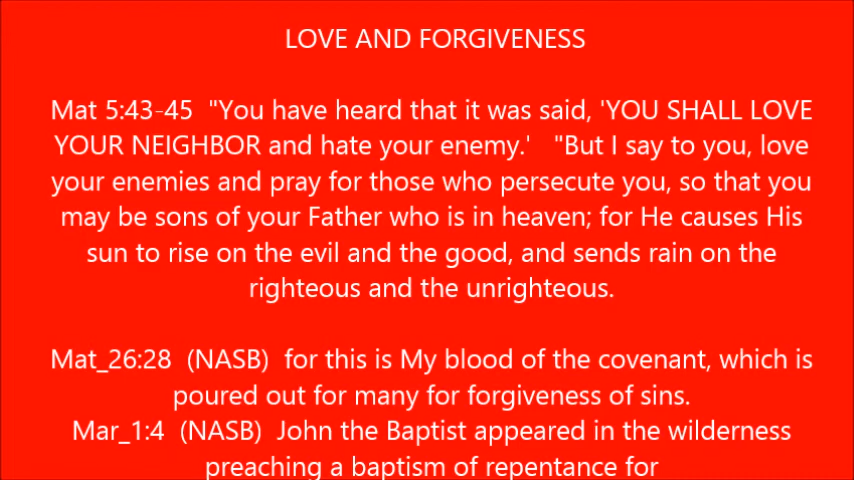 LOVE AND FORGIVENESS
Mat 5:43-45  "You have heard that it was said, 'YOU SHALL LOVE
YOUR NEIGHBOR and hate your enemy.'   "But I say to you, love
your enemies and pray for those who persecute you, so that you
may be sons of your Father who is in heaven; for He causes His
sun to rise on the evil and the good, and sends rain on the
righteous and the unrighteous.
Mat_26:28  (NASB)  for this is My blood of the covenant, which is
poured out for many for forgiveness of sins.
Mar_1:4  (NASB)  John the Baptist appeared in the wilderness
preaching a baptism of repentance for